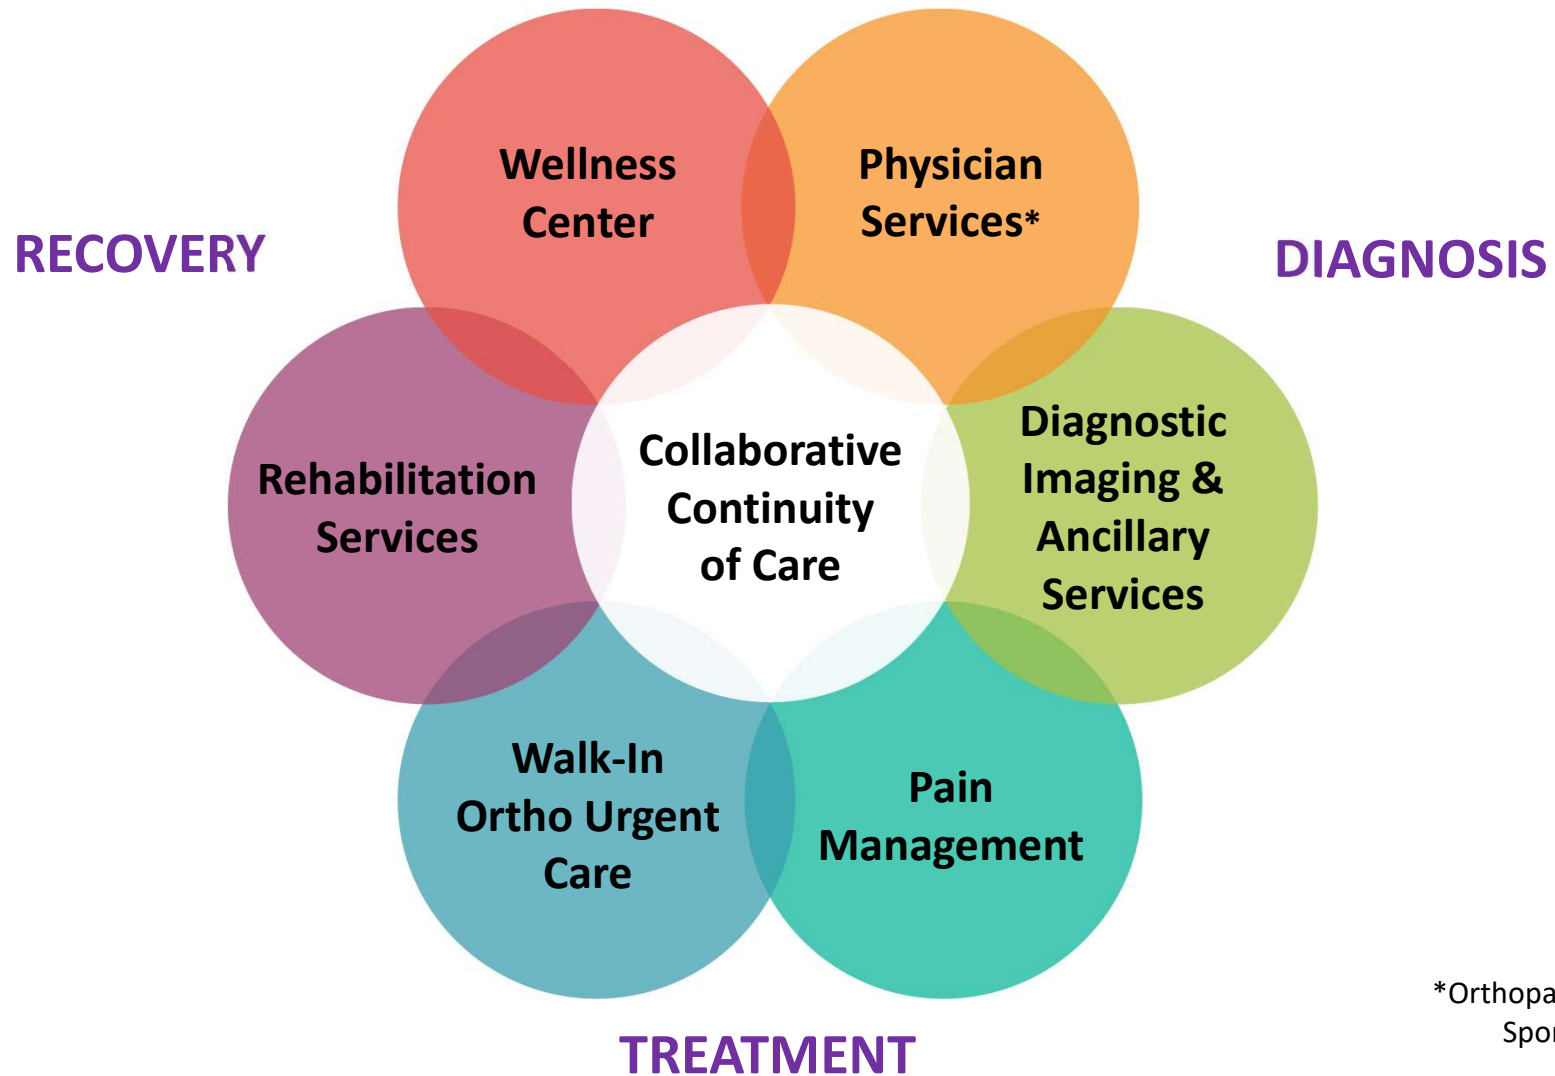 Wellness
Center
Physician
Services*
RECOVERY
DIAGNOSIS
Rehabilitation
Services
Collaborative
Continuity
of Care
Diagnostic
Imaging &
Ancillary
Services
Walk-In
Ortho Urgent
Care
Pain
Management
TREATMENT